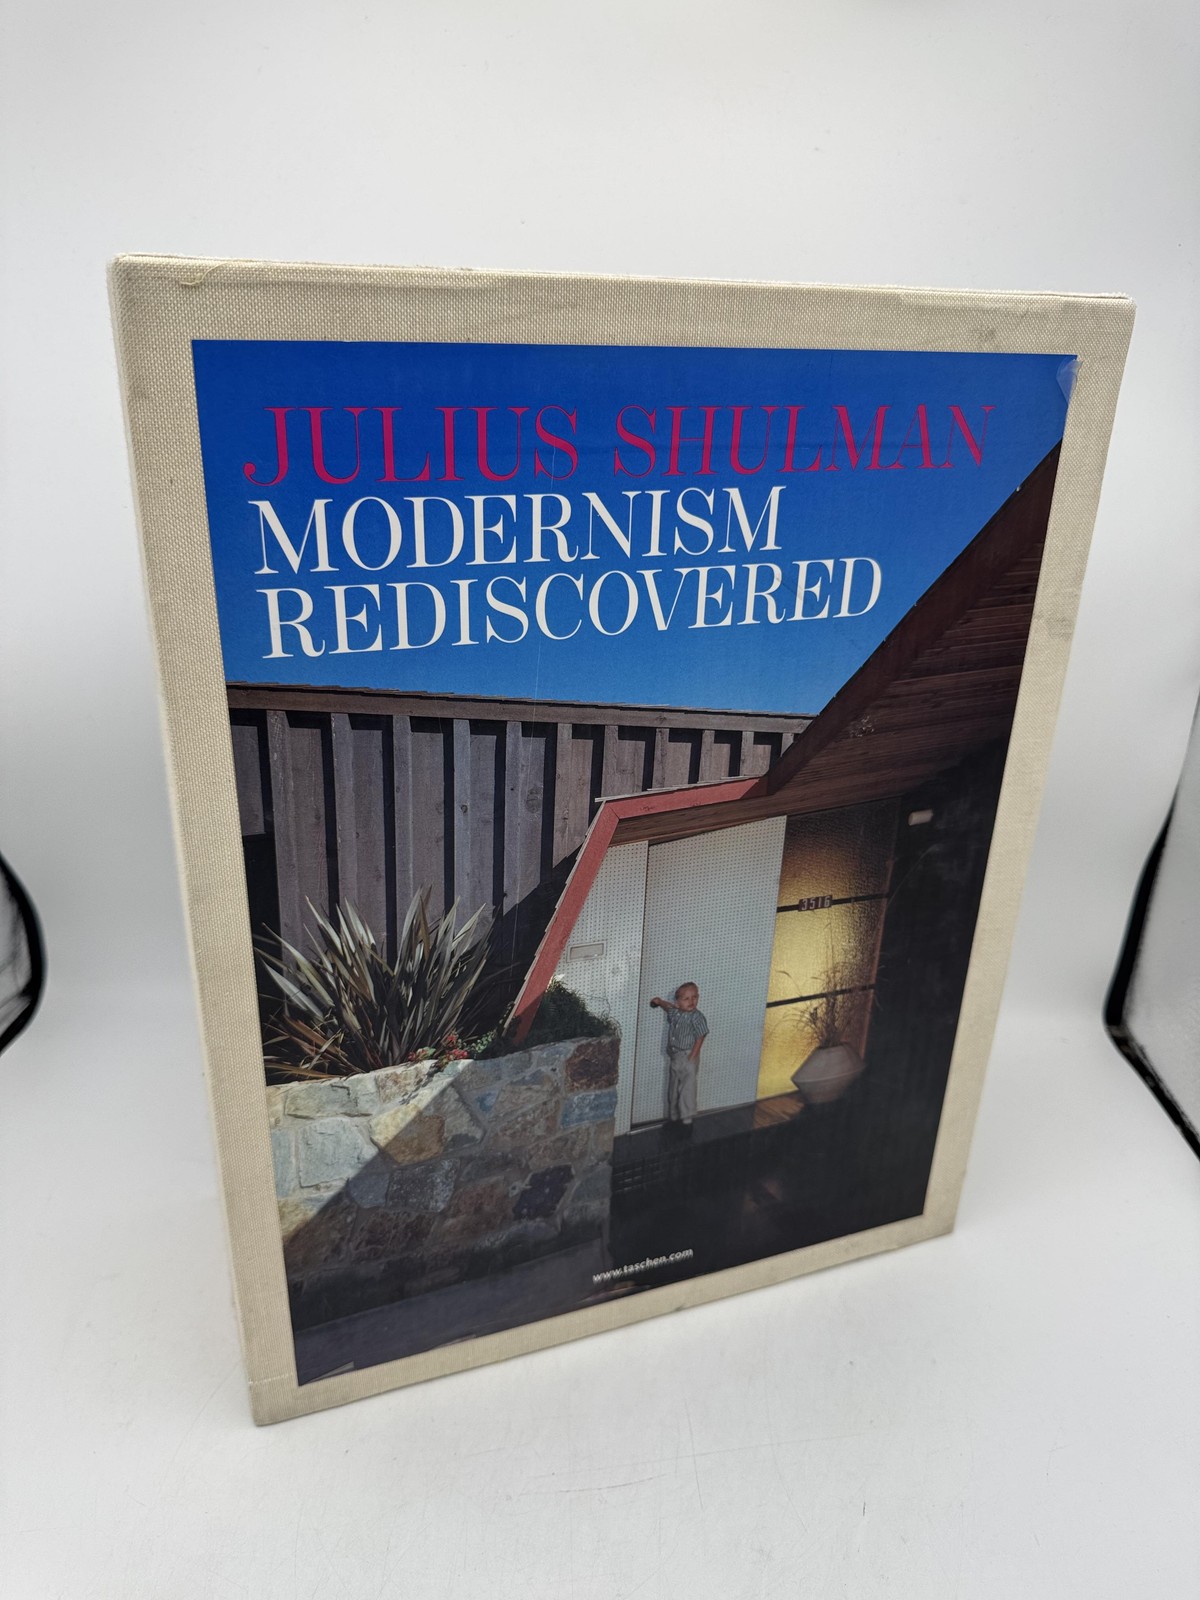 JULIUS SHULMAN
MODERNISM
REDISCOVERED
3516
www.taschen.com